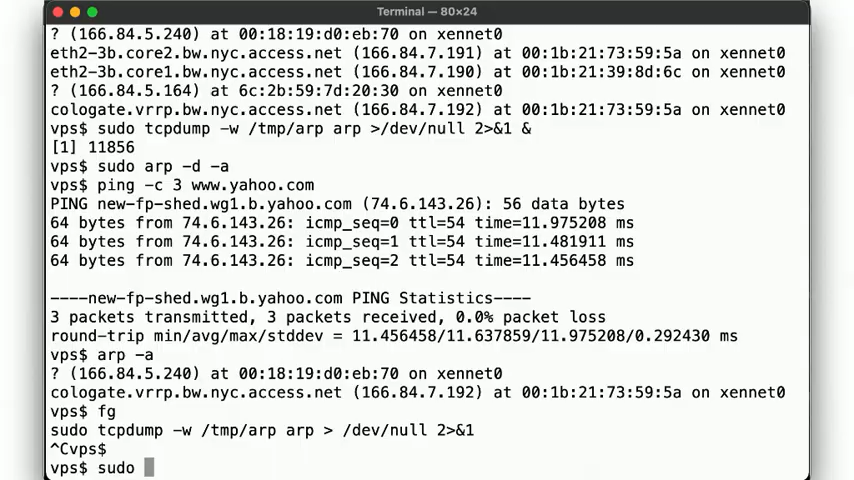 Terminal — 80×24
? (166.84.5.240) at 00:18:19:d0:eb:70 on xennet0
eth2-3b.core2.bw.nyc.access.net (166.84.7.191) at 00:1b:21:73:59:5a on xennet0
eth2-3b.core1.bw.nyc.access.net (166.84.7.190) at 00:1b:21:39:8d:6c on xennet0
? (166.84.5.164) at 6c:2b:59:7d:20:30 on xennet0
cologate.vrrp.bw.nyc.access.net (166.84.7.192) at 00:1b:21:73:59:5a on xennet0
vps$ sudo tcpdump -w /tmp/arp arp >/dev/null 2>&1 &
[1] 11856
vps$ sudo arp -d -a
vps$ ping -c 3 www.yahoo.com
PING new-fp-shed.wg1.b.yahoo.com (74.6.143.26): 56 data bytes
64 bytes from 74.6.143.26: icmp_seq=0 ttl=54 time=11.975208 ms
64 bytes from 74.6.143.26: icmp_seq=1 ttl=54 time=11.481911 ms
64 bytes from 74.6.143.26: icmp_seq=2 ttl=54 time=11.456458 ms
----new-fp-shed.wg1.b.yahoo.com PING Statistics----
3 packets transmitted, 3 packets received, 0.0% packet loss
round-trip min/avg/max/stddev = 11.456458/11.637859/11.975208/0.292430 ms
vps$ arp -a
? (166.84.5.240) at 00:18:19:d0:eb:70 on xennet0
cologate.vrrp.bw.nyc.access.net (166.84.7.192) at 00:1b:21:73:59:5a on xennet0
vps$ fg
sudo tcpdump -w /tmp/arp arp > /dev/null 2>&1
^Cvps$
vps$ sudo